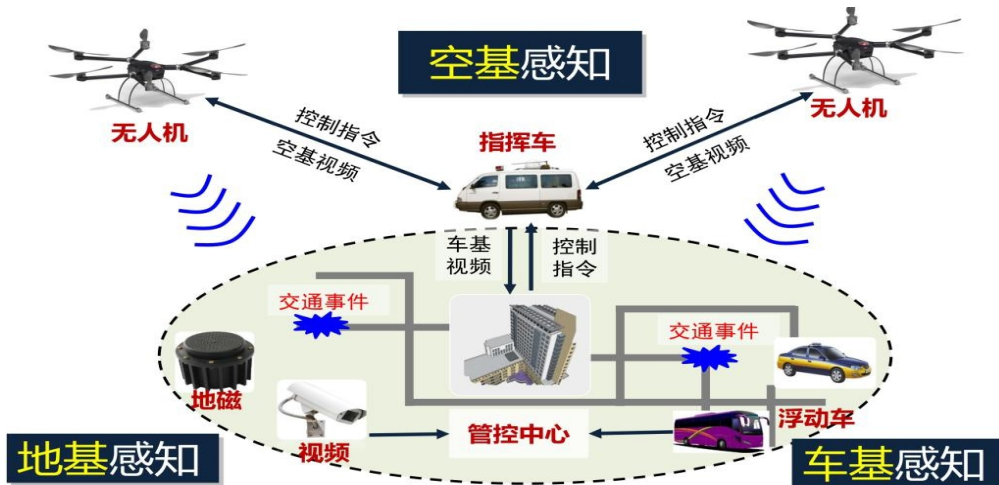 空基感知
无人机
无人机
控制指令
空基视频
指挥车
控制指令
空基视频
车基
视频
控制
指令
交通事件
交通事件
地磁
视频
管控中心
浮动车
地基感知
车基感知